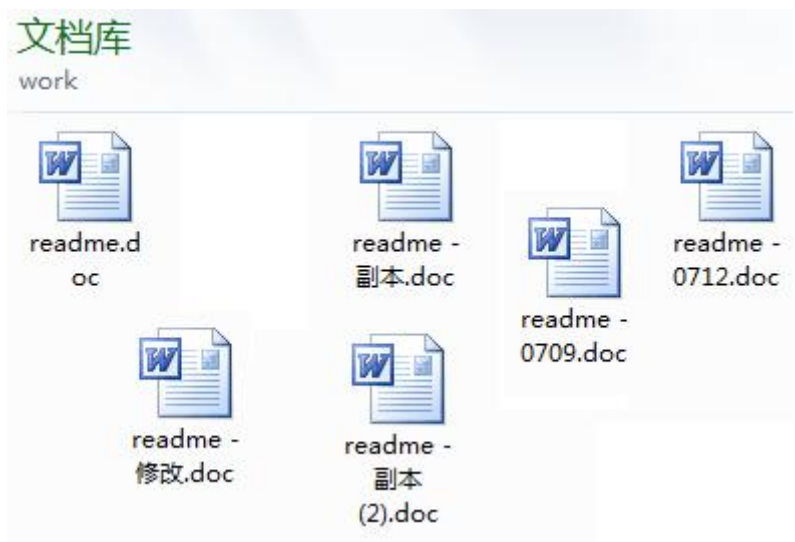 文档库
work
readme.d
oc
readme -
副本.doc
readme -
0709.doc
readme -
0712.doc
readme -
修改.doc
readme -
副本
(2).doc